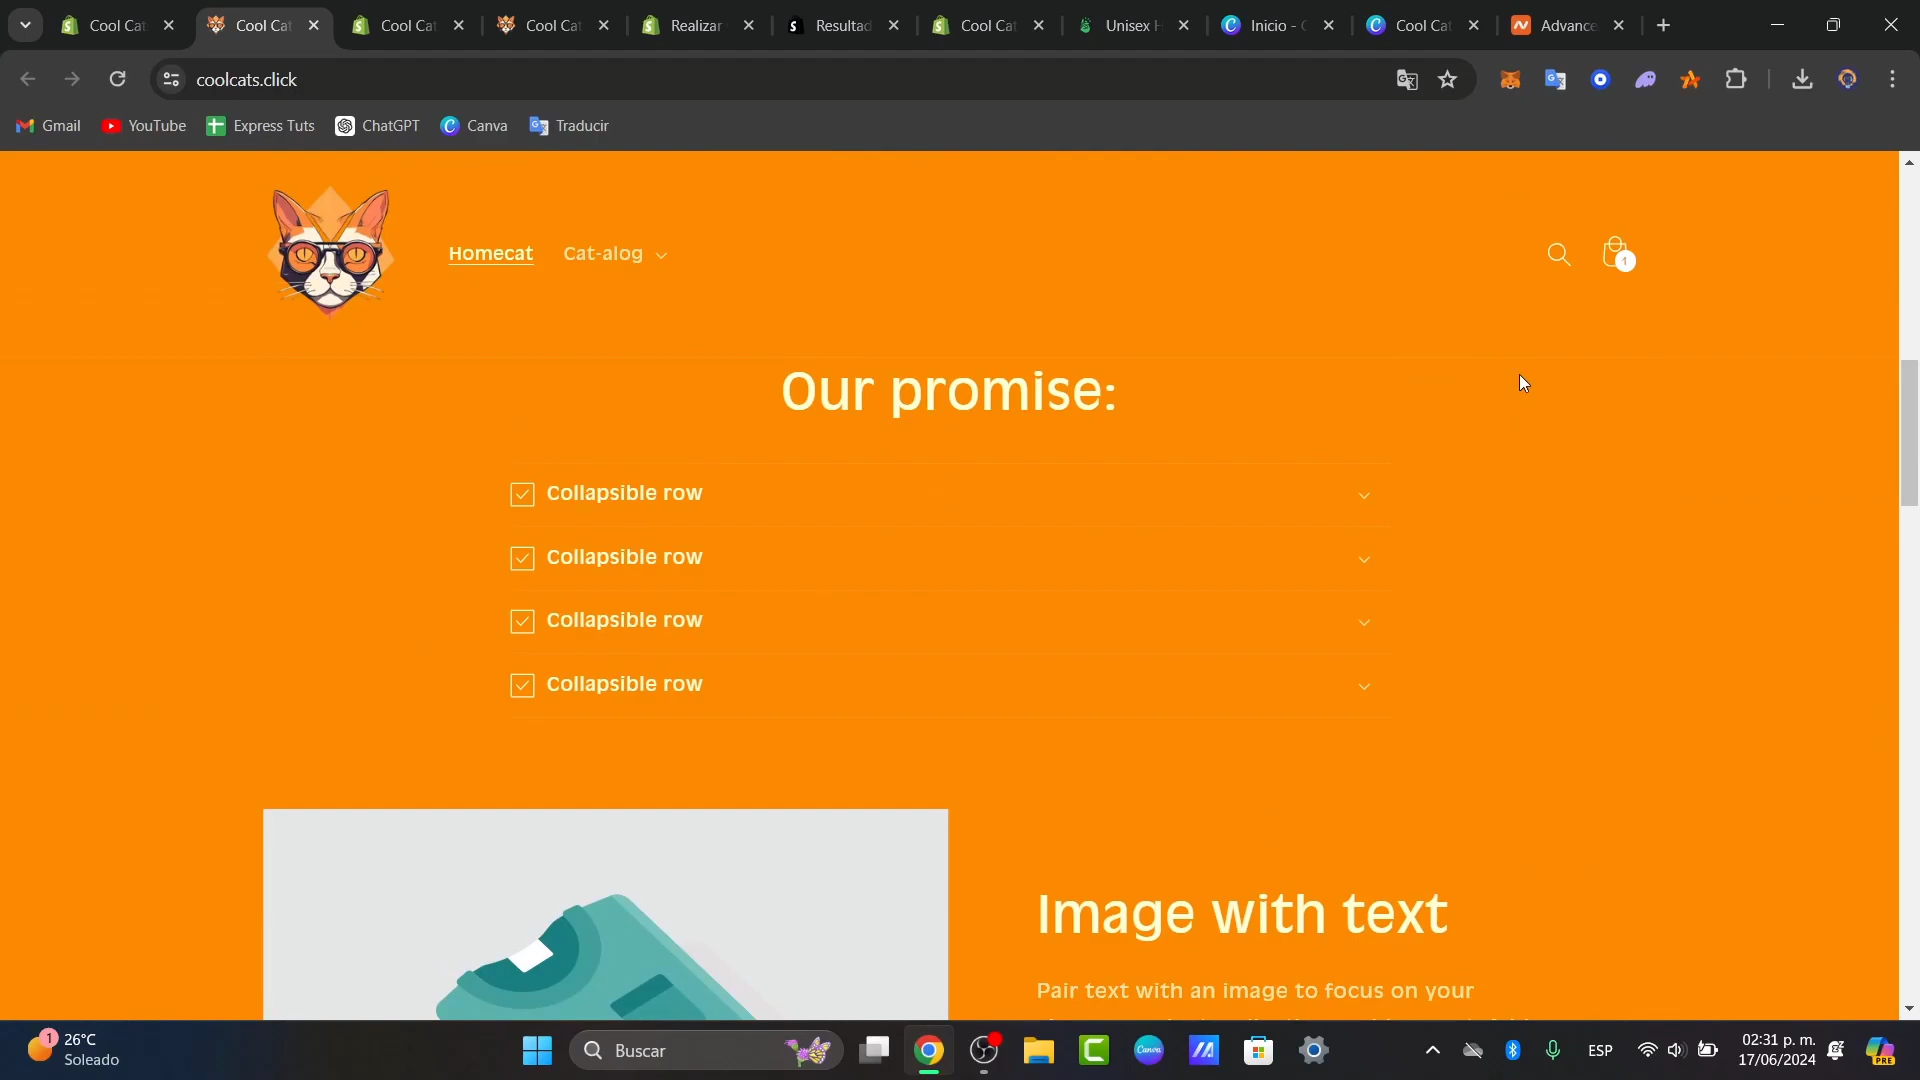 Cool Cat
Cool Cat
Cool Cat
Cool Cat
Realizar
Resultad
Cool Cat
Unisex H
Inicio - C
Cool Cat
Advance
coolcats.click
Gmail
YouTube
Express Tuts
ChatGPT
Canva
Traducir
Homecat
Cat-alog
1
Our promise:
Collapsible row
Collapsible row
Collapsible row
Collapsible row
Image with text
Pair text with an image to focus on your
1
26°C
Soleado
Buscar
Canva
ESP
02:31 p. m.
17/06/2024
PRE